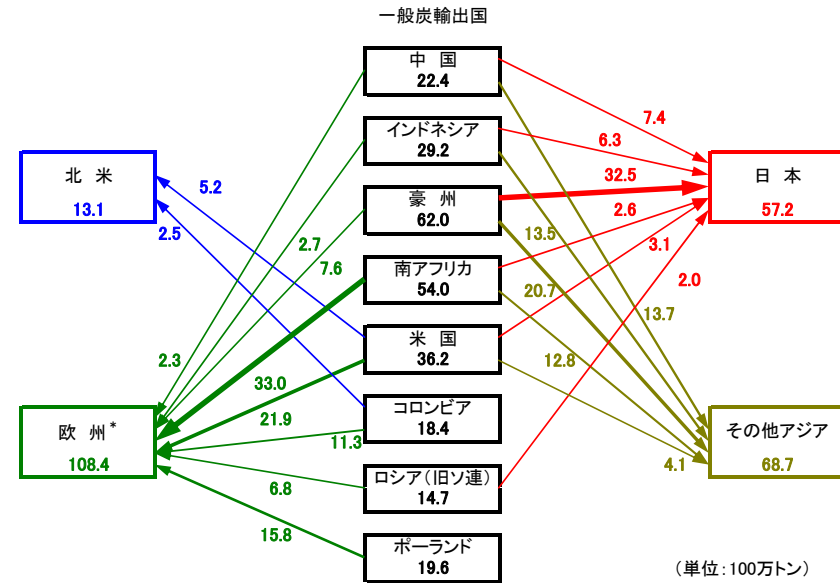 一般炭輸出国
中 国
22.4
インドネシア
29.2
豪 州
62.0
南アフリカ
54.0
米 国
36.2
コロンビア
18.4
ロシア(旧ソ連)
14.7
ポーランド
19.6
北 米
13.1
欧 州*
108.4
日 本
57.2
その他アジア
68.7
5.2
2.5
2.7
7.6
2.3
33.0
21.9
11.3
6.8
15.8
7.4
6.3
32.5
2.6
3.1
2.0
13.5
20.7
13.7
12.8
4.1
(単位:100万トン)